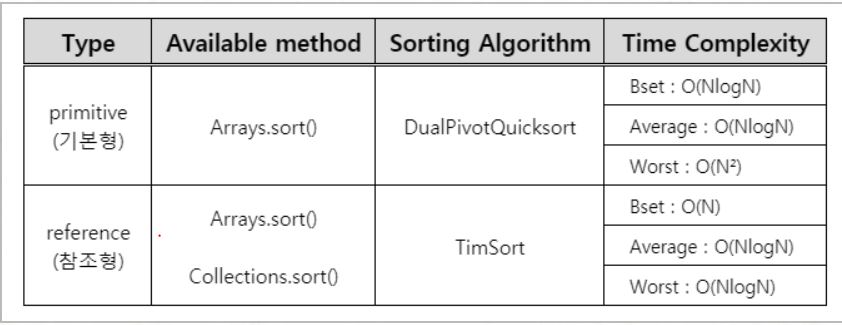 Type Available method Sorting Algorithm Time Complexity
primitive
(기본형)
Arrays.sort()
DualPivotQuicksort
Bset : O(NlogN)
Average : O(NlogN)
Worst : O(N²)
reference
(참조형)
Arrays.sort()
Collections.sort()
TimSort
Bset : O(N)
Average : O(NlogN)
Worst : O(NlogN)